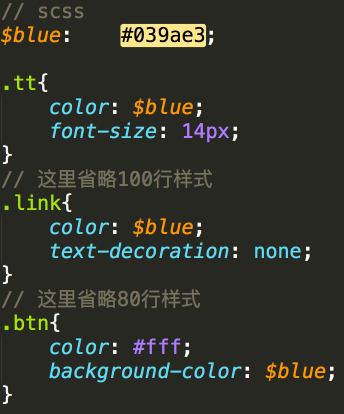 // scss
$blue:    #039ae3;

.tt{
    color: $blue;
    font-size: 14px;
}
// 这里省略100行样式
.link{
    color: $blue;
    text-decoration: none;
}
// 这里省略80行样式
.btn{
    color: #fff;
    background-color: $blue;
}